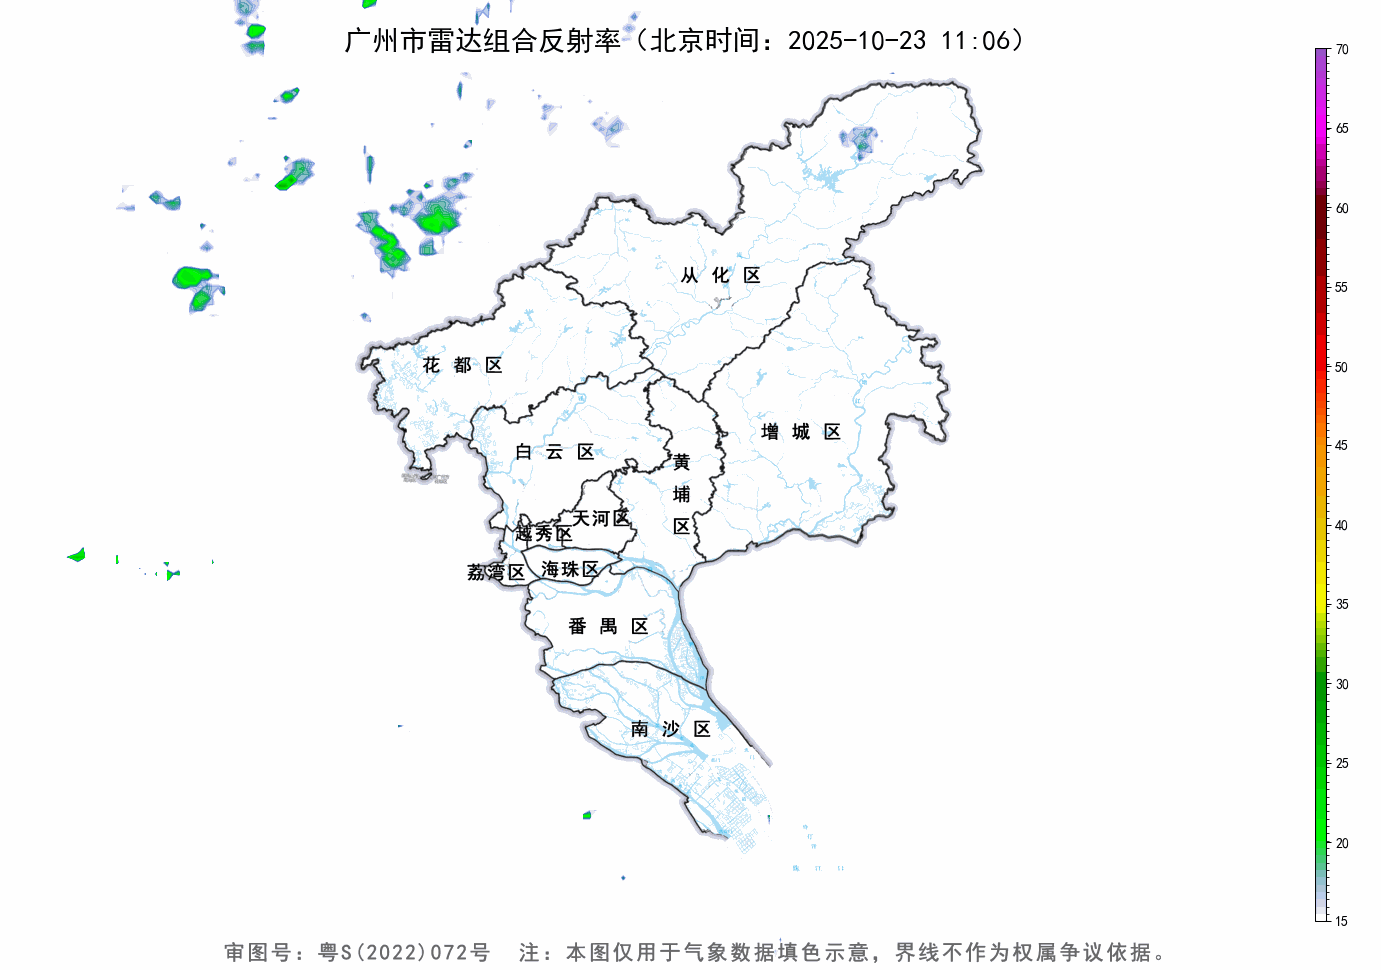 广州市雷达组合反射率（北京时间：2025-10-23 11:06）
70
65
60
55
50
45
40
35
30
25
20
15
从化区
花都区
增城区
白云区
黄埔区
天河区
越秀区
荔湾区
海珠区
番禺区
南沙区
审图号：粤S(2022)072号 注：本图仅用于气象数据填色示意，界线不作为权属争议依据。